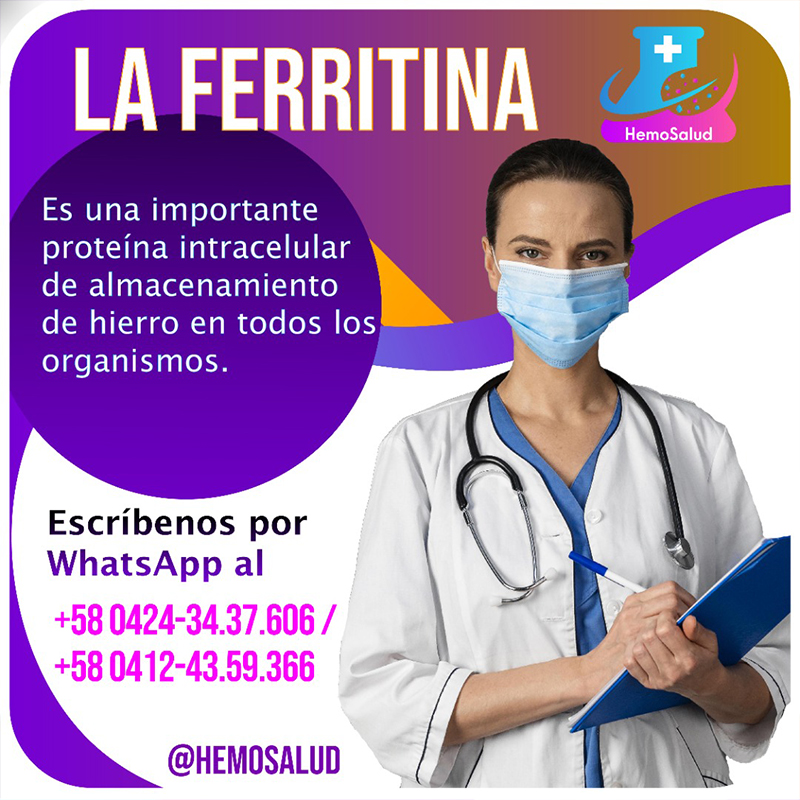 LA FERRITINA
HemoSalud
Es una importante
proteína intracelular
de almacenamiento
de hierro en todos los
organismos.
Escríbenos por
WhatsApp al
+58 0424-34.37.606 /
+58 0412-43.59.366
@HEMOSALUD